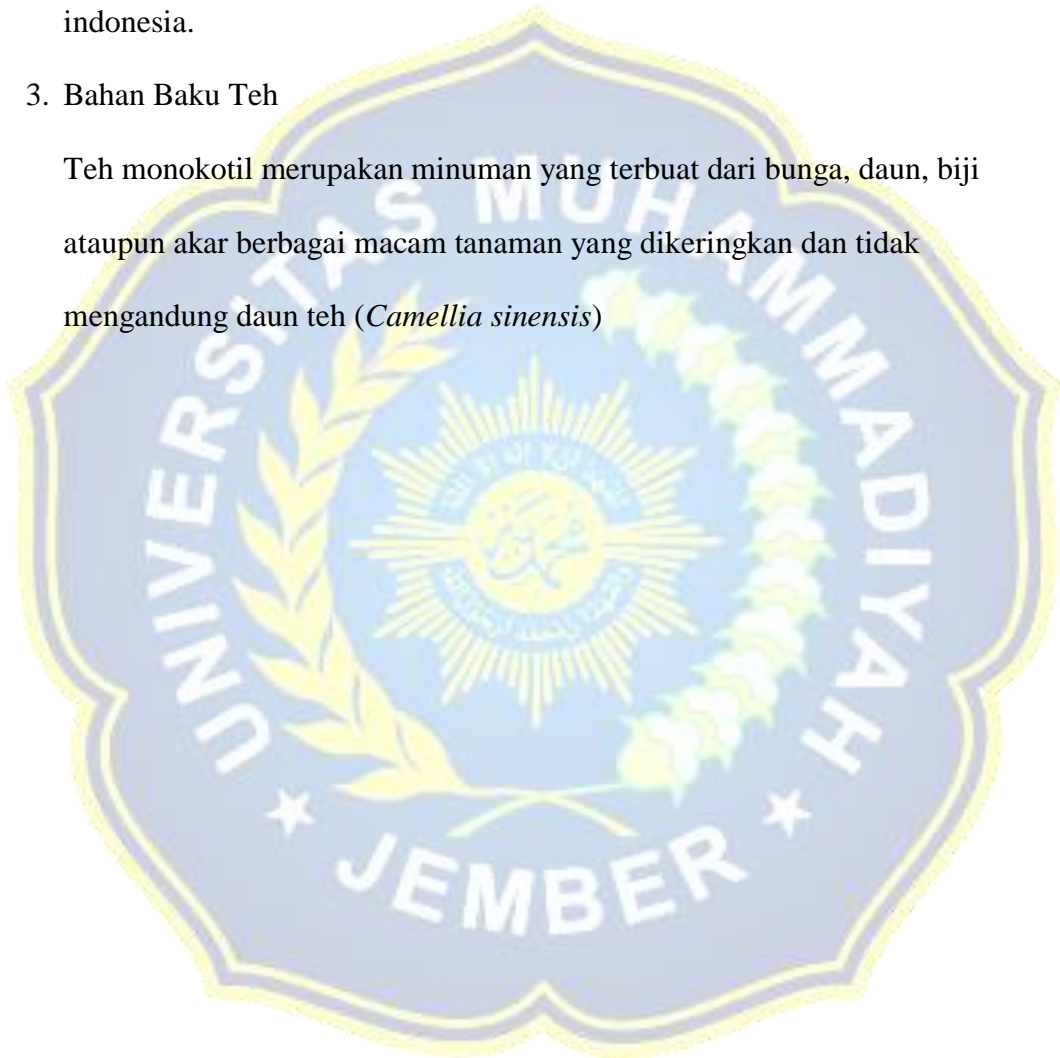 indonesia.
3. Bahan Baku Teh
Teh monokotil merupakan minuman yang terbuat dari bunga, daun, biji
ataupun akar berbagai macam tanaman yang dikeringkan dan tidak
mengandung daun teh (Camellia sinensis)
UNIVERSITAS MUHAMMADIYAH
JEMBER